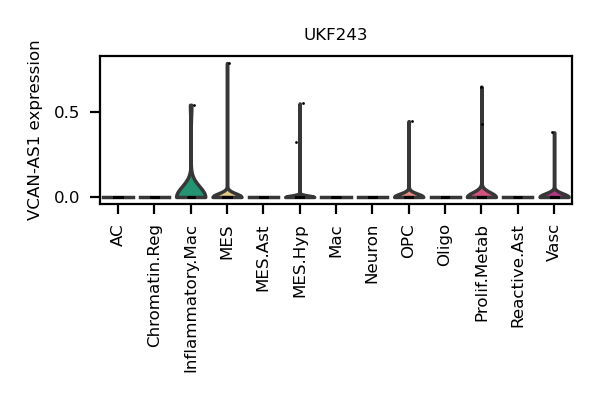 UKF243
VCAN-AS1 expression
0.5
0.0
AC
Chromatin.Reg
Inflammatory.Mac
MES
MES.Ast
MES.Hyp
Mac
Neuron
OPC
Oligo
Prolif.Metab
Reactive.Ast
Vasc